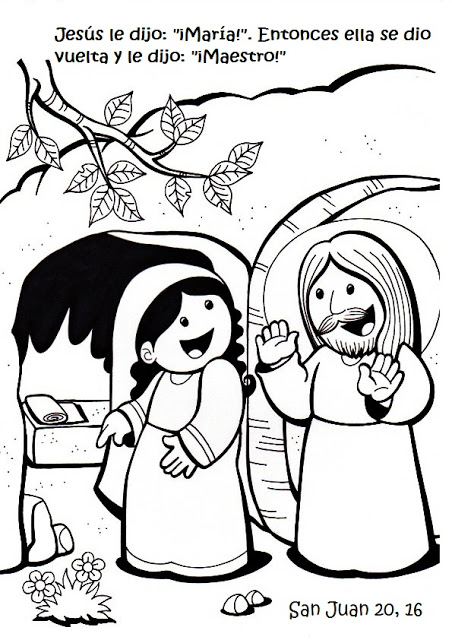 Jesús le dijo: "¡María!". Entonces ella se dio
vuelta y le dijo: "¡Maestro!"
San Juan 20, 16